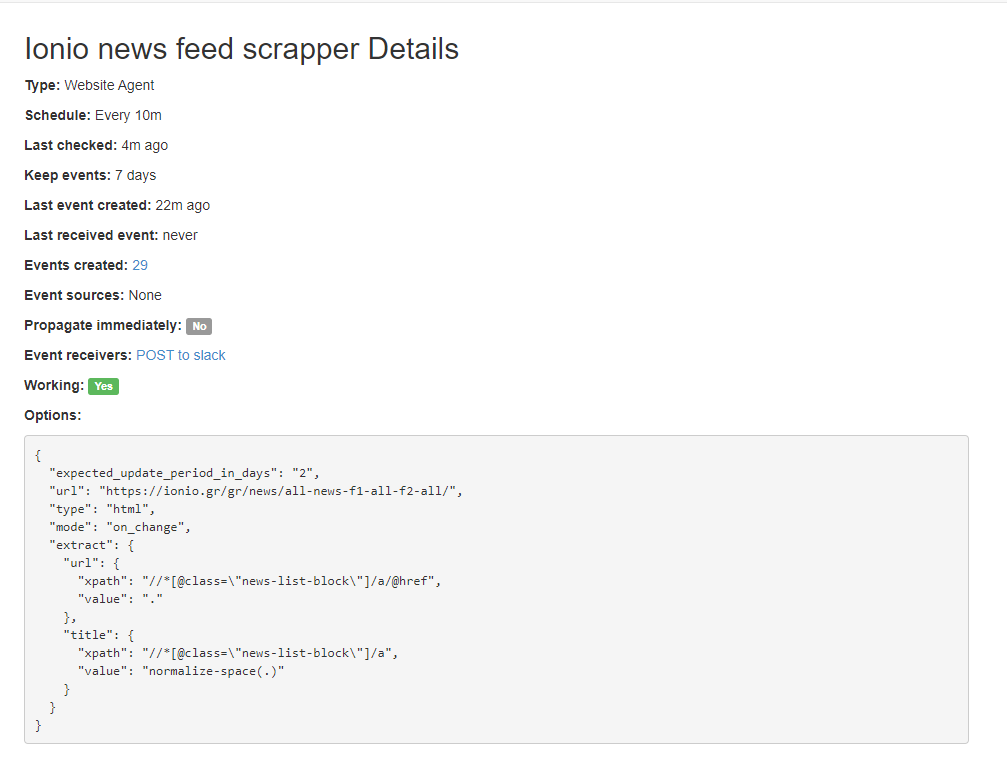 Ionio news feed scrapper Details
Type: Website Agent
Schedule: Every 10m
Last checked: 4m ago
Keep events: 7 days
Last event created: 22m ago
Last received event: never
Events created: 29
Event sources: None
Propagate immediately: No
Event receivers: POST to slack
Working: Yes
Options:
{
  "expected_update_period_in_days": "2",
  "url": "https://ionio.gr/gr/news/all-news-f1-all-f2-all/",
  "type": "html",
  "mode": "on_change",
  "extract": {
    "url": {
      "xpath": "//*[@class=\"news-list-block\"]/a/@href",
      "value": "."
    },
    "title": {
      "xpath": "//*[@class=\"news-list-block\"]/a",
      "value": "normalize-space(.)"
    }
  }
}